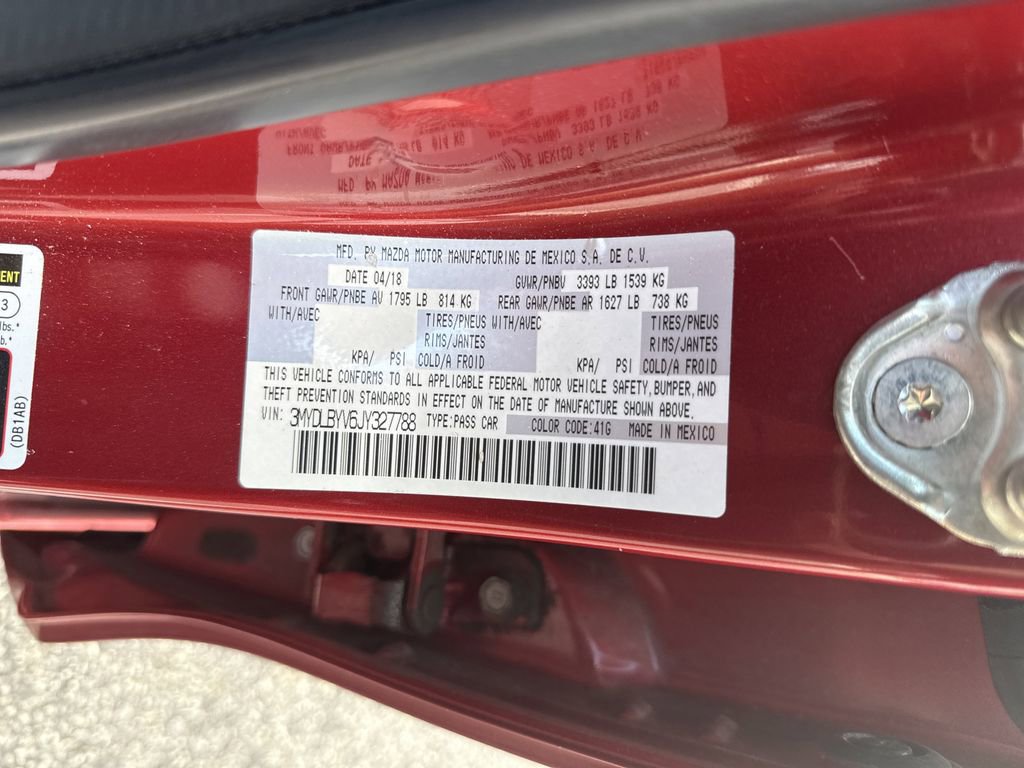 MFD. BY MAZDA MOTOR MANUFACTURING DE MEXICO S.A. DE C.V.
DATE 04/18 GVWR/PNBV 3393 LB 1539 KG
FRONT GAWR/PNBE AV 1795 LB 814 KG REAR GAWR/PNBE AR 1627 LB 738 KG
WITH/AVEC TIRES/PNEUS WITH/AVEC TIRES/PNEUS
RIMS/JANTES RIMS/JANTES
KPA/ PSI COLD/A FROID KPA/ PSI COLD/A FROID
THIS VEHICLE CONFORMS TO ALL APPLICABLE FEDERAL MOTOR VEHICLE SAFETY, BUMPER, AND
THEFT PREVENTION STANDARDS IN EFFECT ON THE DATE OF MANUFACTURE SHOWN ABOVE.
VIN: 3MYDLBYV6JY327788 TYPE:PASS CAR COLOR CODE:41G MADE IN MEXICO
ENT
3
lbs.*
b.*
(DB1AB)